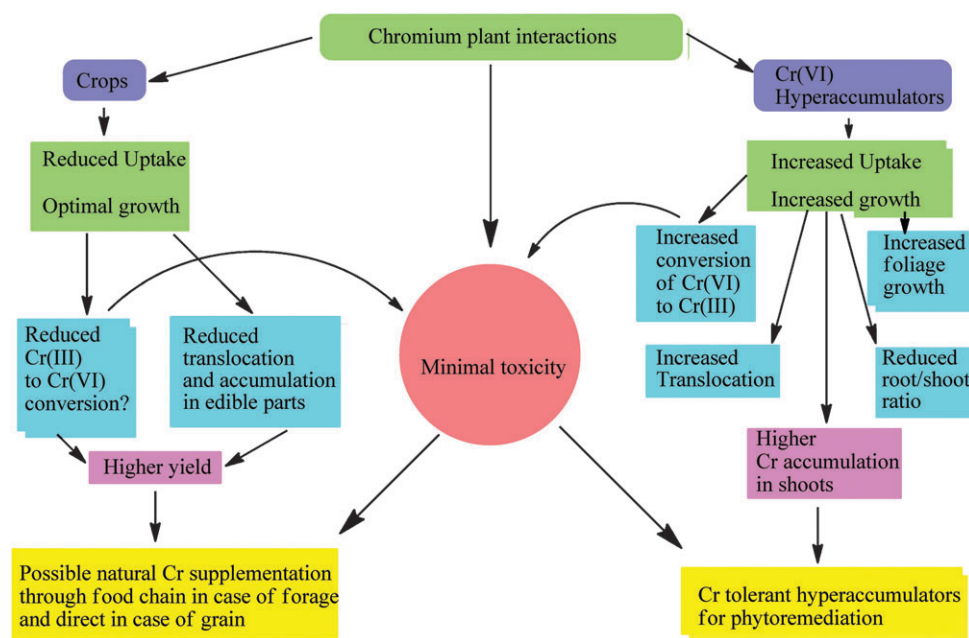 Chromium plant interactions
Crops
Cr(VI)
Hyperaccumulators
Reduced Uptake
Optimal growth
Increased Uptake
Increased growth
Increased
conversion
of Cr(VI)
to Cr(III)
Increased
foliage
growth
Reduced
Cr(III)
to Cr(VI)
conversion?
Reduced
translocation
and accumulation
in edible parts
Minimal toxicity
Increased
Translocation
Reduced
root/shoot
ratio
Higher yield
Higher
Cr accumulation
in shoots
Possible natural Cr supplementation
through food chain in case of forage
and direct in case of grain
Cr tolerant hyperaccumulators
for phytoremediation